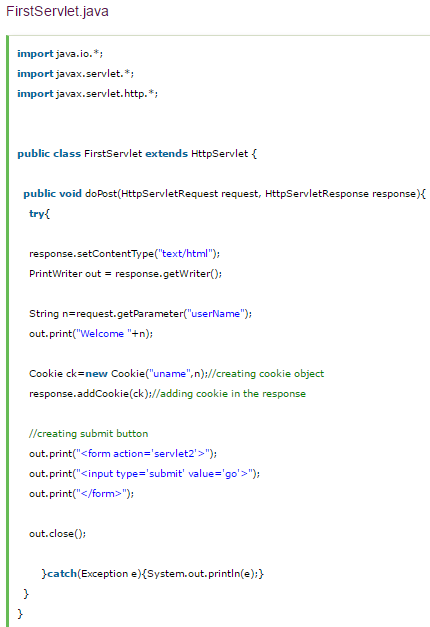 FirstServlet.java
import java.io.*;
import javax.servlet.*;
import javax.servlet.http.*;
public class FirstServlet extends HttpServlet {
public void doPost(HttpServletRequest request, HttpServletResponse response){
try{
response.setContentType("text/html");
PrintWriter out = response.getWriter();
String n=request.getParameter("userName");
out.print("Welcome "+n);
Cookie ck=new Cookie("uname",n);//creating cookie object
response.addCookie(ck);//adding cookie in the response
//creating submit button
out.print("<form action='servlet2'>");
out.print("<input type='submit' value='go'>");
out.print("</form>");
out.close();
}catch(Exception e){System.out.println(e);}
}
}